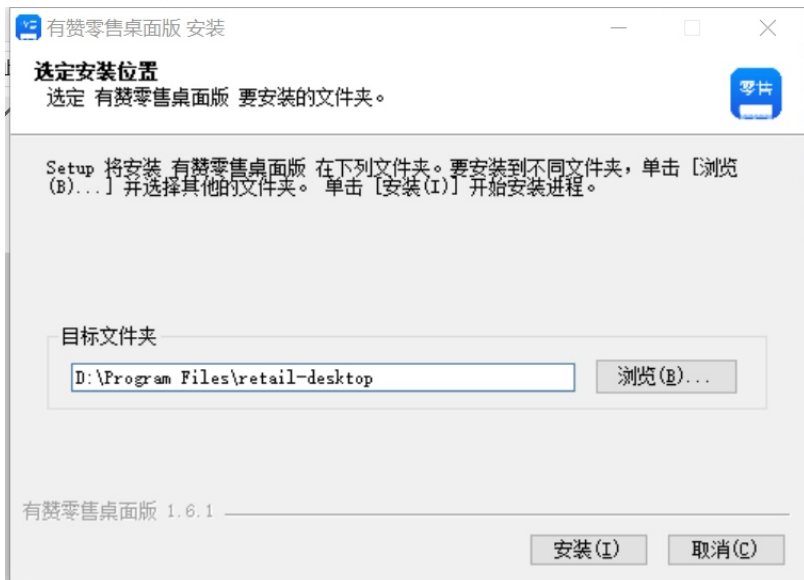 有赞零售桌面版 安装
选定安装位置
选定 有赞零售桌面版 要安装的文件夹。
Setup 将安装 有赞零售桌面版 在下列文件夹。要安装到不同文件夹，单击 [浏览
(B)...] 并选择其他的文件夹。 单击 [安装(I)] 开始安装进程。
目标文件夹
D:\Program Files\retail-desktop
浏览(B)...
有赞零售桌面版 1.6.1
安装(I)
取消(C)